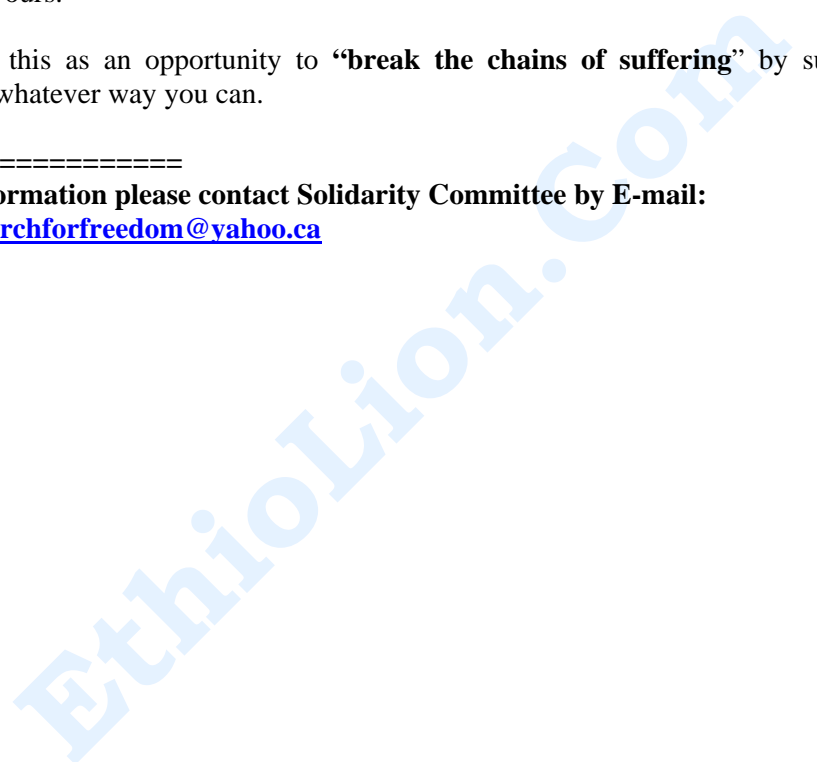 ours.
this as an opportunity to “break the chains of suffering” by su
whatever way you can.
===========
ormation please contact Solidarity Committee by E-mail:
rchforfreedom@yahoo.ca
EthioLion.Com